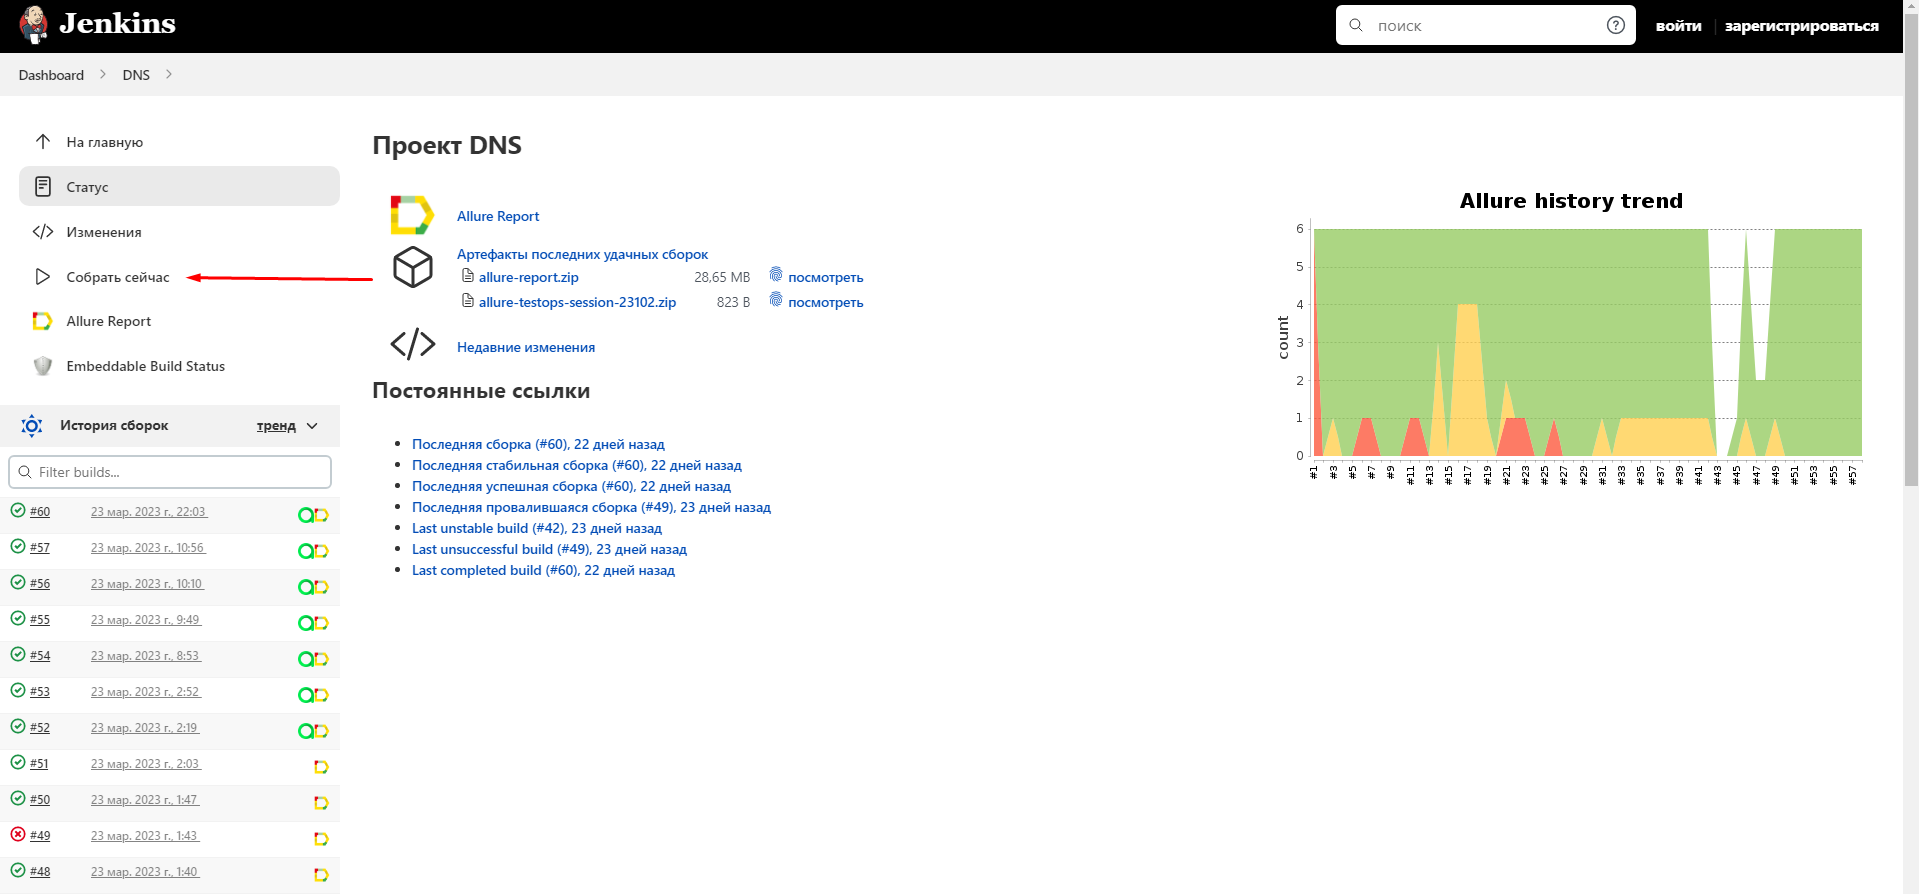 Jenkins
поиск
войти
зарегистрироваться
Dashboard
DNS
На главную
Статус
Изменения
Собрать сейчас
Allure Report
Embeddable Build Status
История сборок
тренд
Filter builds...
#60 23 мар. 2023 г., 22:03
#57 23 мар. 2023 г., 10:56
#56 23 мар. 2023 г., 10:10
#55 23 мар. 2023 г., 9:49
#54 23 мар. 2023 г., 8:53
#53 23 мар. 2023 г., 2:52
#52 23 мар. 2023 г., 2:19
#51 23 мар. 2023 г., 2:03
#50 23 мар. 2023 г., 1:47
#49 23 мар. 2023 г., 1:43
#48 23 мар. 2023 г., 1:40
Проект DNS
Allure Report
Артефакты последних удачных сборок
allure-report.zip 28,65 MB посмотреть
allure-testops-session-23102.zip 823 B посмотреть
Недавние изменения
Постоянные ссылки
Последняя сборка (#60), 22 дней назад
Последняя стабильная сборка (#60), 22 дней назад
Последняя успешная сборка (#60), 22 дней назад
Последняя провалившаяся сборка (#49), 23 дней назад
Last unstable build (#42), 23 дней назад
Last unsuccessful build (#49), 23 дней назад
Last completed build (#60), 22 дней назад
Allure history trend
count
6
5
4
3
2
1
0
#1 #3 #5 #7 #9 #11 #13 #15 #17 #19 #21 #23 #25 #27 #29 #31 #33 #35 #37 #39 #41 #43 #45 #47 #49 #51 #53 #55 #57